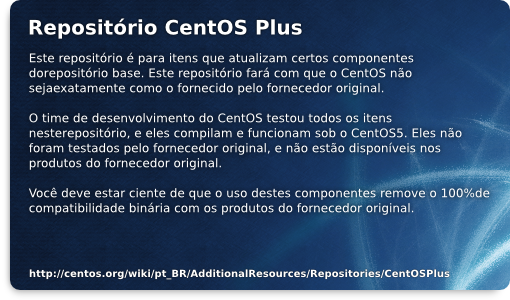 Repositório CentOS Plus
Este repositório é para itens que atualizam certos componentes
dorepositório base. Este repositório fará com que o CentOS não
sejaexatamente como o fornecido pelo fornecedor original.
O time de desenvolvimento do CentOS testou todos os itens
nesterepositório, e eles compilam e funcionam sob o CentOS5. Eles não
foram testados pelo fornecedor original, e não estão disponíveis nos
produtos do fornecedor original.
Você deve estar ciente de que o uso destes componentes remove o 100%de
compatibilidade binária com os produtos do fornecedor original.
http://centos.org/wiki/pt_BR/AdditionalResources/Repositories/CentOSPlus